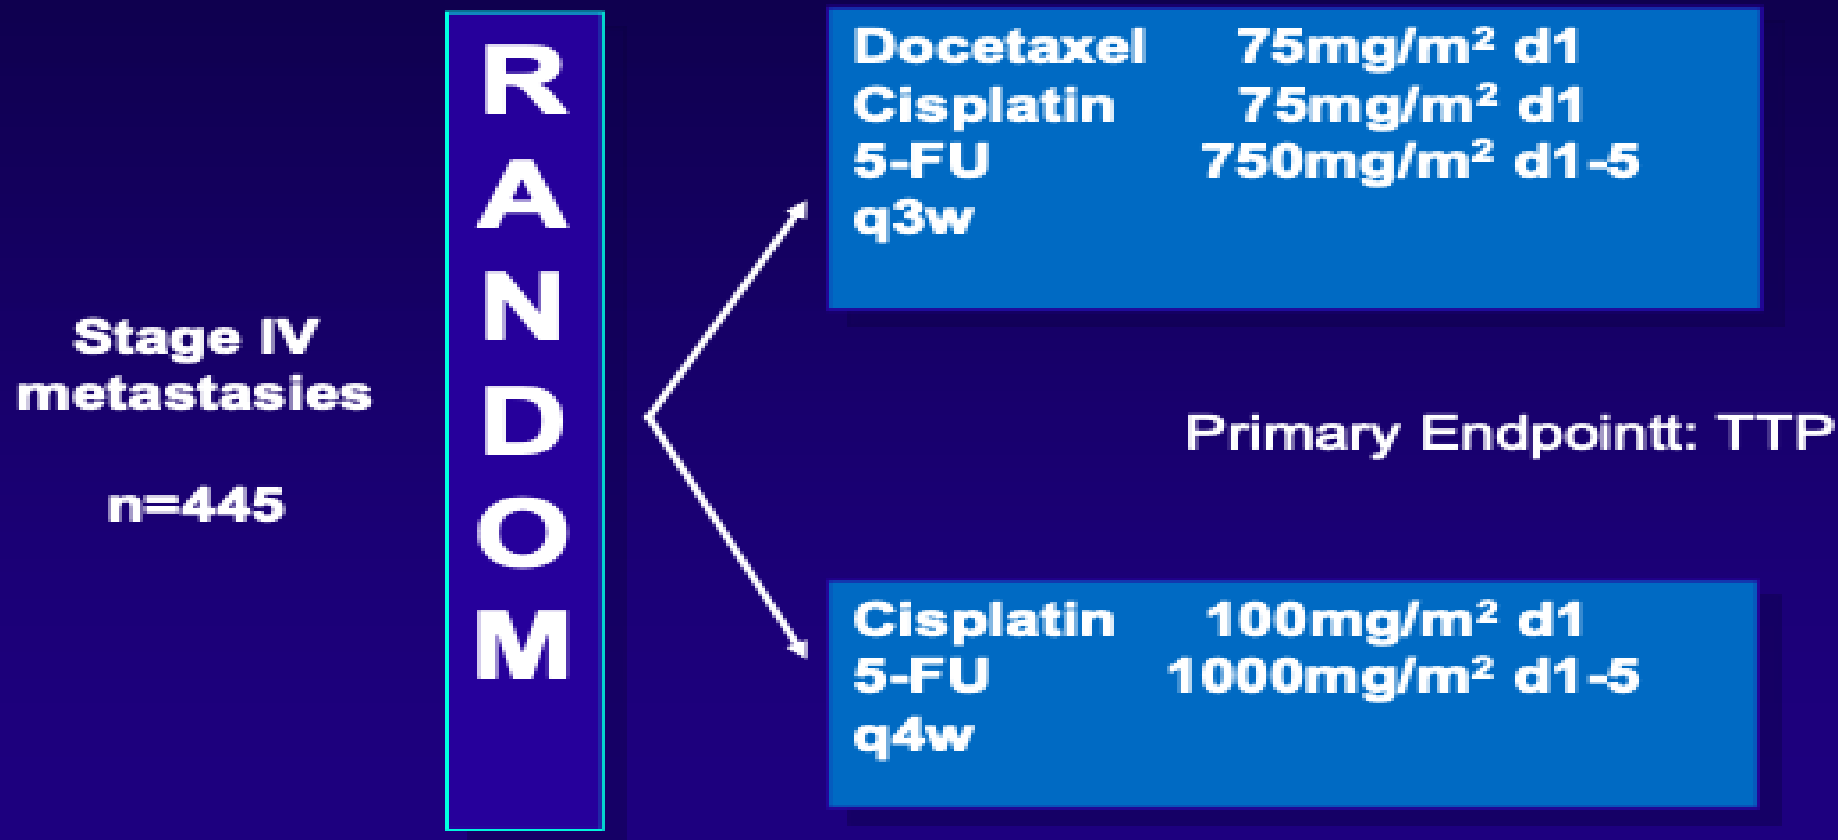 Stage IV
metastasies
n=445
RANDOM
Docetaxel 75mg/m² d1
Cisplatin 75mg/m² d1
5-FU 750mg/m² d1-5
q3w
Primary Endpointt: TTP
Cisplatin 100mg/m² d1
5-FU 1000mg/m² d1-5
q4w